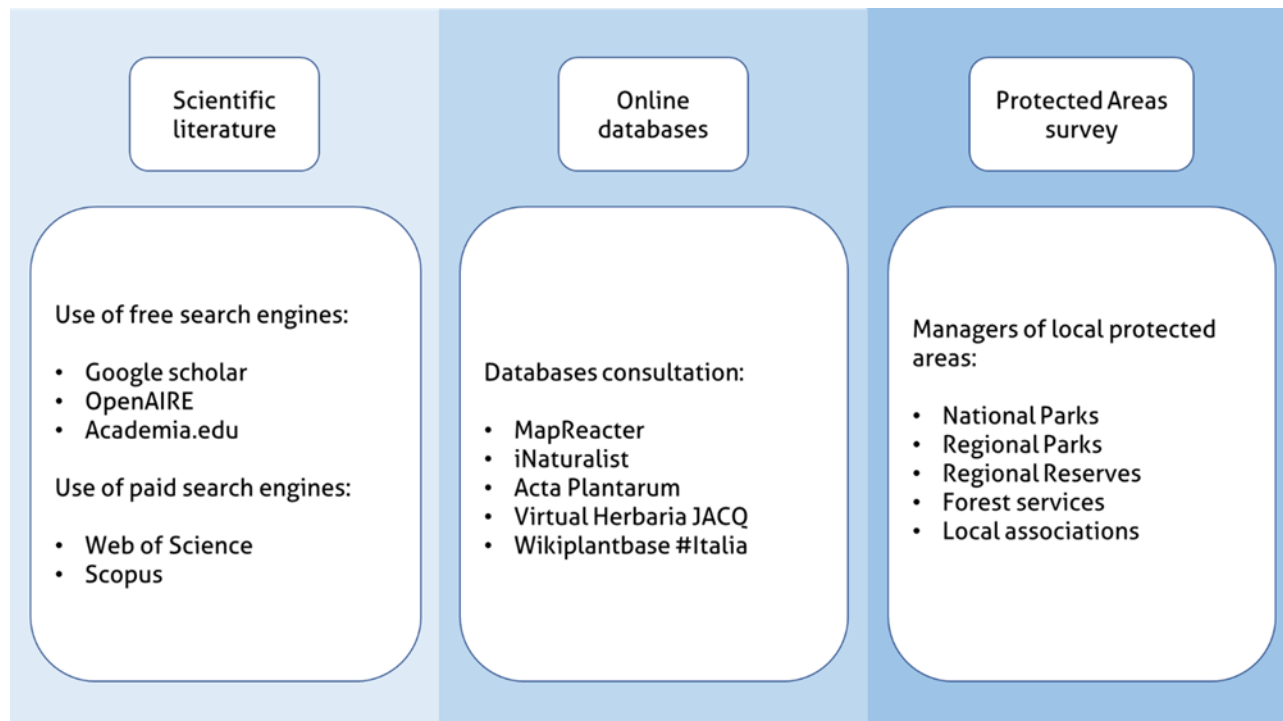 Scientific
literature
Use of free search engines:
• Google scholar
• OpenAIRE
• Academia.edu
Use of paid search engines:
• Web of Science
• Scopus
Online
databases
Databases consultation:
• MapReacter
• iNaturalist
• Acta Plantarum
• Virtual Herbaria JACQ
• Wikiplantbase #Italia
Protected Areas
survey
Managers of local protected
areas:
• National Parks
• Regional Parks
• Regional Reserves
• Forest services
• Local associations